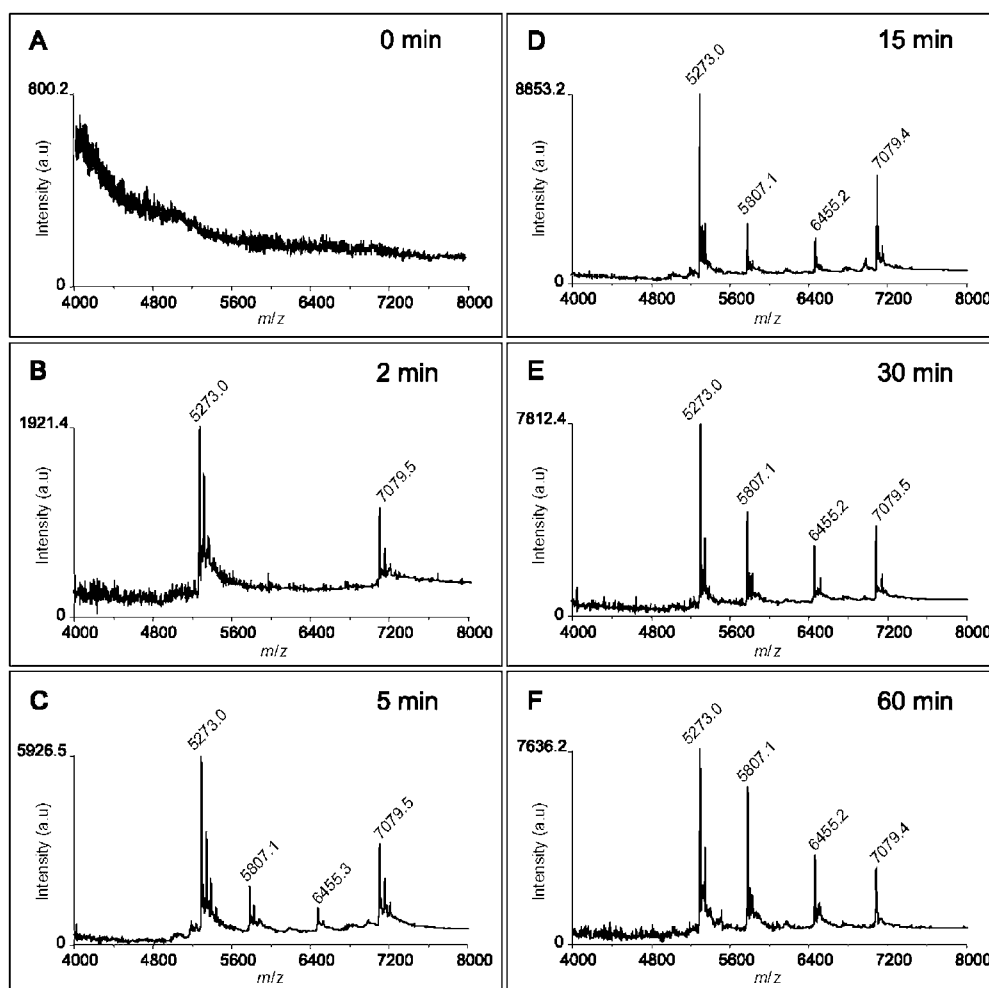 A
0 min
800.2
Intensity (a.u)
0
4000 4800 5600 6400 7200 8000
m/z
B
2 min
5273.0
1921.4
7079.5
Intensity (a.u)
0
4000 4800 5600 6400 7200 8000
m/z
C
5 min
5273.0
5926.5
5807.1
6455.3
7079.5
Intensity (a.u)
0
4000 4800 5600 6400 7200 8000
m/z
D
15 min
5273.0
8853.2
5807.1
6455.2
7079.4
Intensity (a.u)
0
4000 4800 5600 6400 7200 8000
m/z
E
30 min
5273.0
7812.4
5807.1
6455.2
7079.5
Intensity (a.u)
0
4000 4800 5600 6400 7200 8000
m/z
F
60 min
5273.0
7636.2
5807.1
6455.2
7079.4
Intensity (a.u)
0
4000 4800 5600 6400 7200 8000
m/z